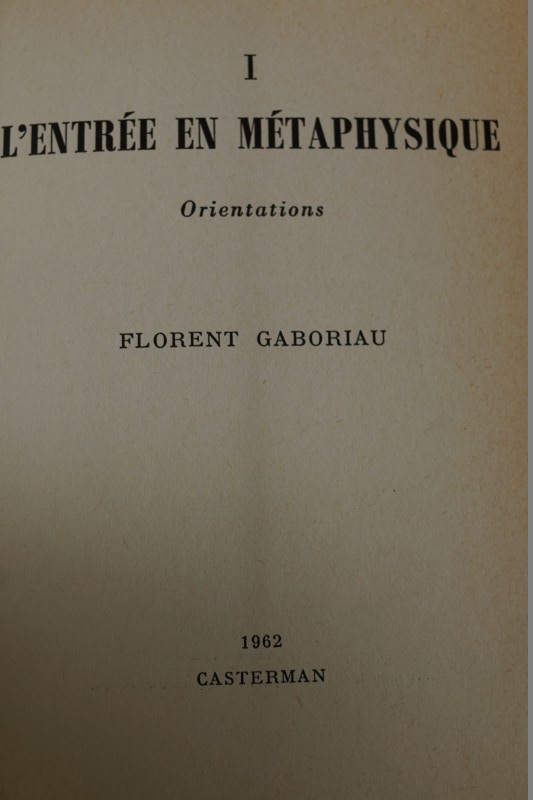 I
L'ENTRÉE EN MÉTAPHYSIQUE
Orientations
FLORENT GABORIAU
1962
CASTERMAN